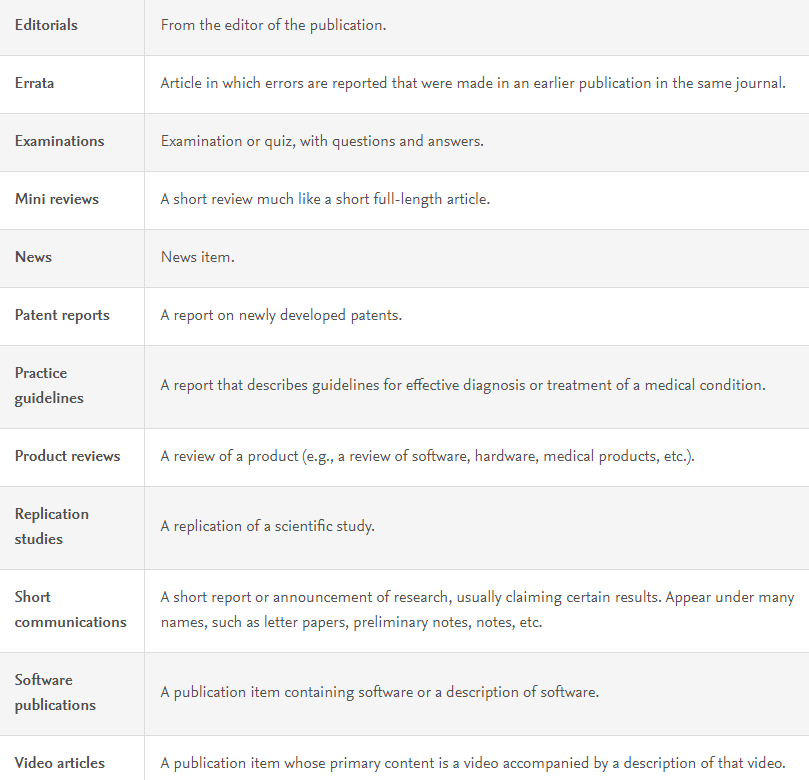 Editorials
From the editor of the publication.
Errata
Article in which errors are reported that were made in an earlier publication in the same journal.
Examinations
Examination or quiz, with questions and answers.
Mini reviews
A short review much like a short full-length article.
News
News item.
Patent reports
A report on newly developed patents.
Practice
guidelines
A report that describes guidelines for effective diagnosis or treatment of a medical condition.
Product reviews
A review of a product (e.g., a review of software, hardware, medical products, etc.).
Replication
studies
A replication of a scientific study.
Short
communications
A short report or announcement of research, usually claiming certain results. Appear under many
names, such as letter papers, preliminary notes, notes, etc.
Software
publications
A publication item containing software or a description of software.
Video articles
A publication item whose primary content is a video accompanied by a description of that video.